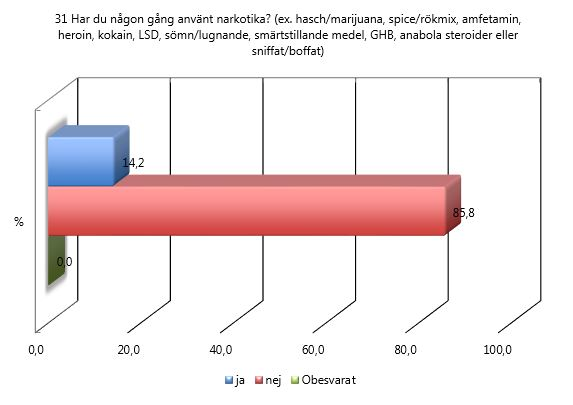 31 Har du någon gång använt narkotika? (ex. hasch/marijuana, spice/rökmix, amfetamin,
heroin, kokain, LSD, sömn/lugnande, smärtstillande medel, GHB, anabola steroider eller
sniffat/boffat)
14,2
85,8
%
0,0
0,0 20,0 40,0 60,0 80,0 100,0
ja nej Obesvarat